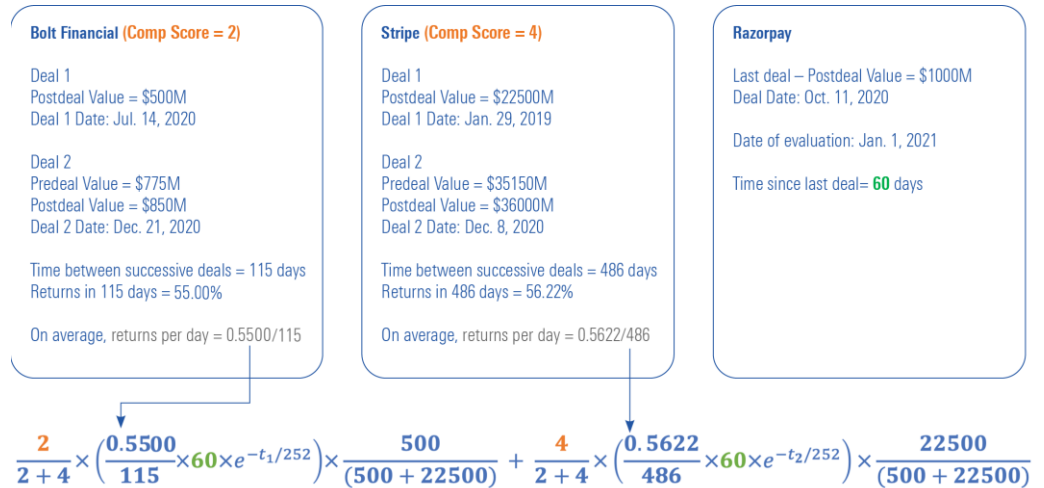 Bolt Financial (Comp Score = 2)
Deal 1
Postdeal Value = $500M
Deal 1 Date: Jul. 14, 2020
Deal 2
Predeal Value = $775M
Postdeal Value = $850M
Deal 2 Date: Dec. 21, 2020
Time between successive deals = 115 days
Returns in 115 days = 55.00%
On average, returns per day = 0.5500/115
Stripe (Comp Score = 4)
Deal 1
Postdeal Value = $22500M
Deal 1 Date: Jan. 29, 2019
Deal 2
Predeal Value = $35150M
Postdeal Value = $36000M
Deal 2 Date: Dec. 8, 2020
Time between successive deals = 486 days
Returns in 486 days = 56.22%
On average, returns per day = 0.5622/486
Razorpay
Last deal – Postdeal Value = $1000M
Deal Date: Oct. 11, 2020
Date of evaluation: Jan. 1, 2021
Time since last deal= 60 days
2/(2 + 4) × (0.5500/115 ×60×e^(−t₁/252)) × 500/(500 + 22500) + 4/(2 + 4) × (0.5622/486 ×60×e^(−t₂/252)) × 22500/(500 + 22500)